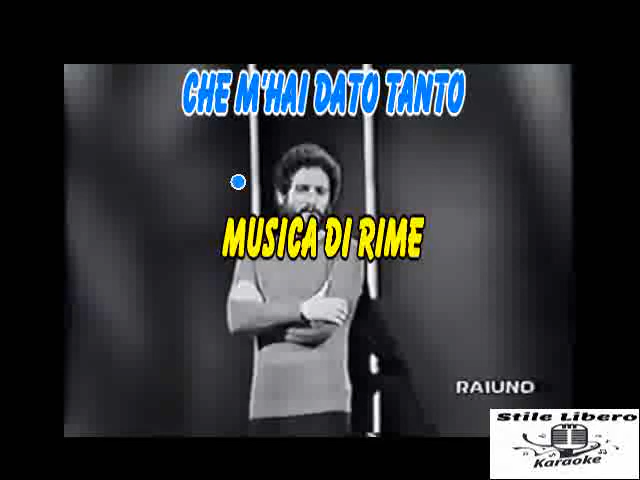 CHE M'HAI DATO TANTO
MUSICA DI RIME
RAIUNO
Stile Libero
Karaoke